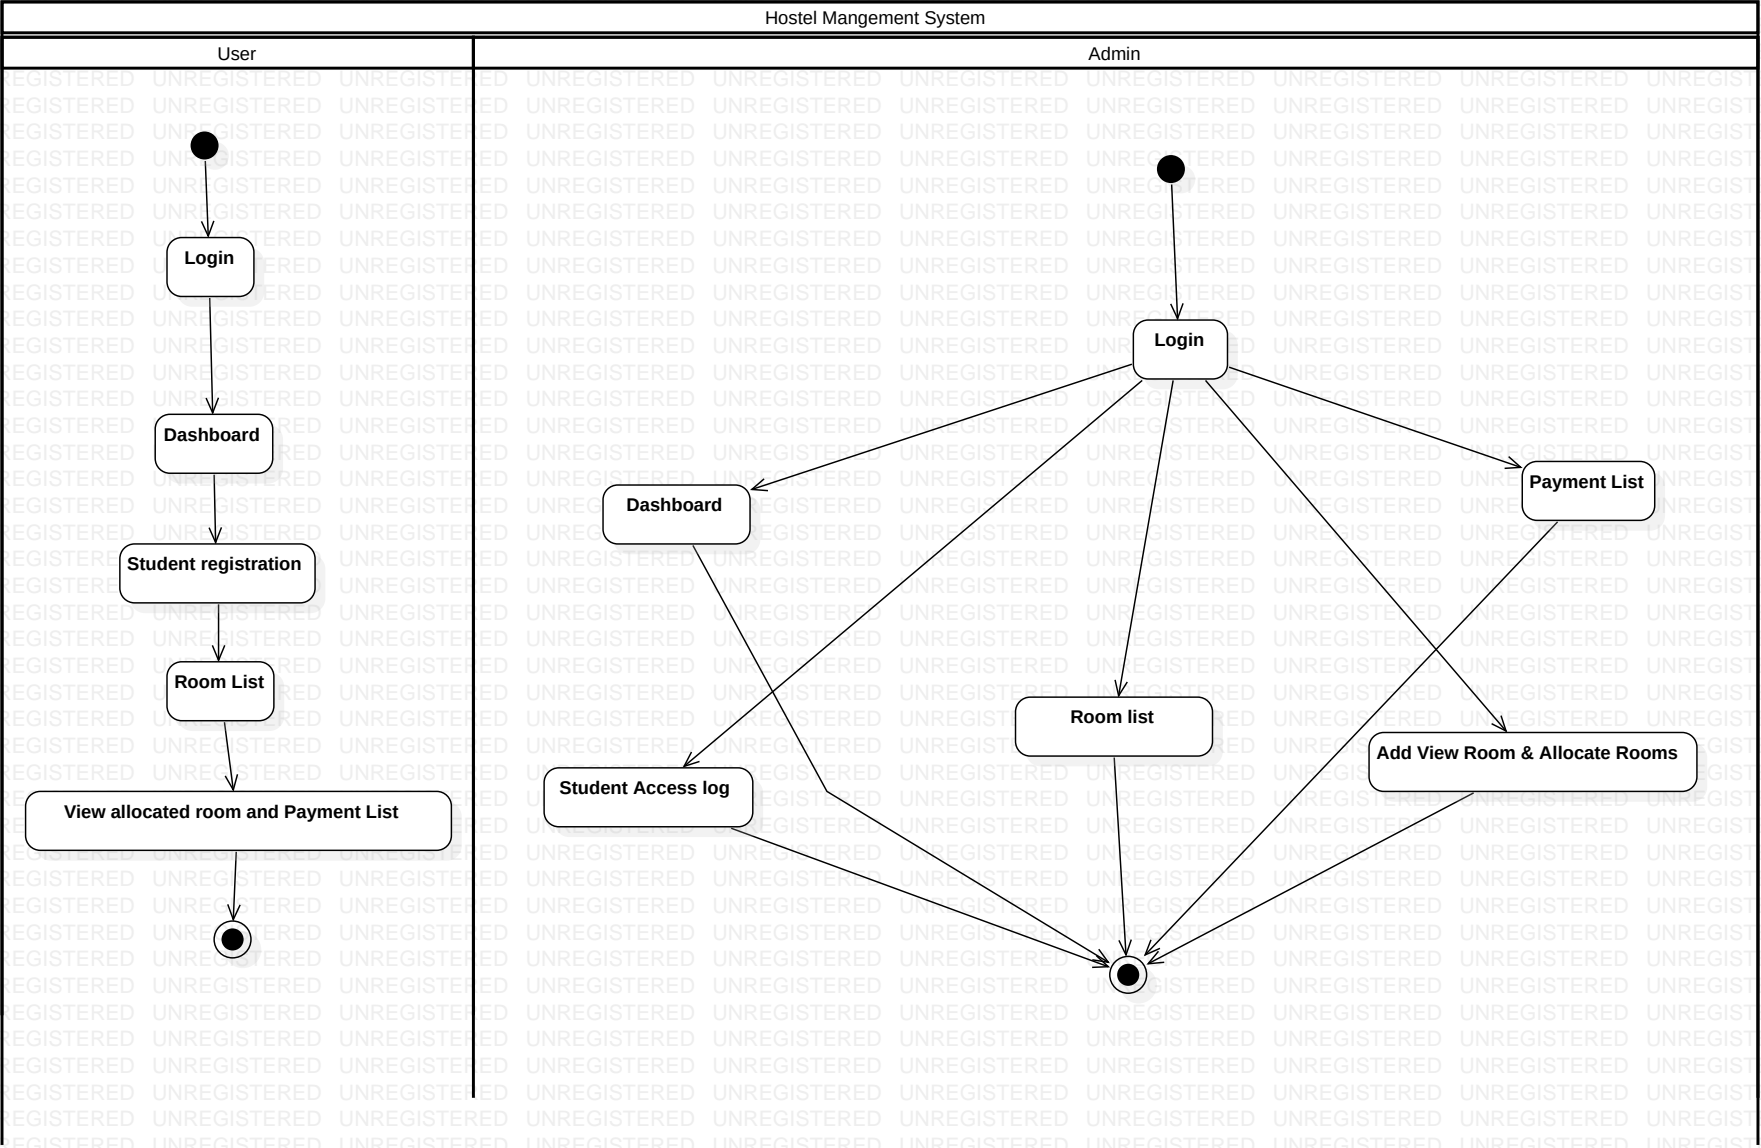 Hostel Mangement System
User
Admin
Login
Dashboard
Student registration
Room List
View allocated room and Payment List
Login
Dashboard
Payment List
Student Access log
Room list
Add View Room & Allocate Rooms
UNREGISTERED